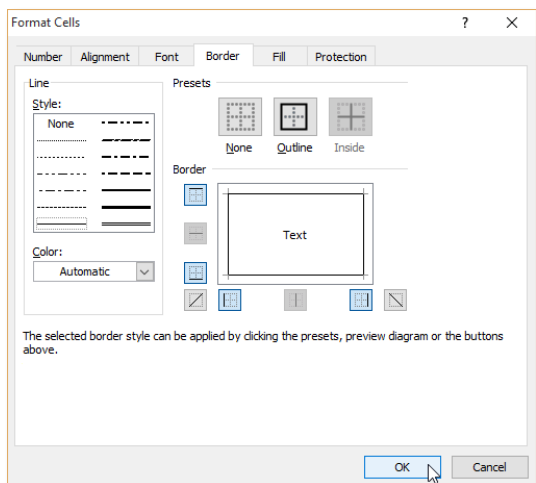 Format Cells
?
Number Alignment Font Border Fill Protection
Line
Style:
None
Color:
Automatic
Presets
None Outline Inside
Border
Text
The selected border style can be applied by clicking the presets, preview diagram or the buttons
above.
OK Cancel